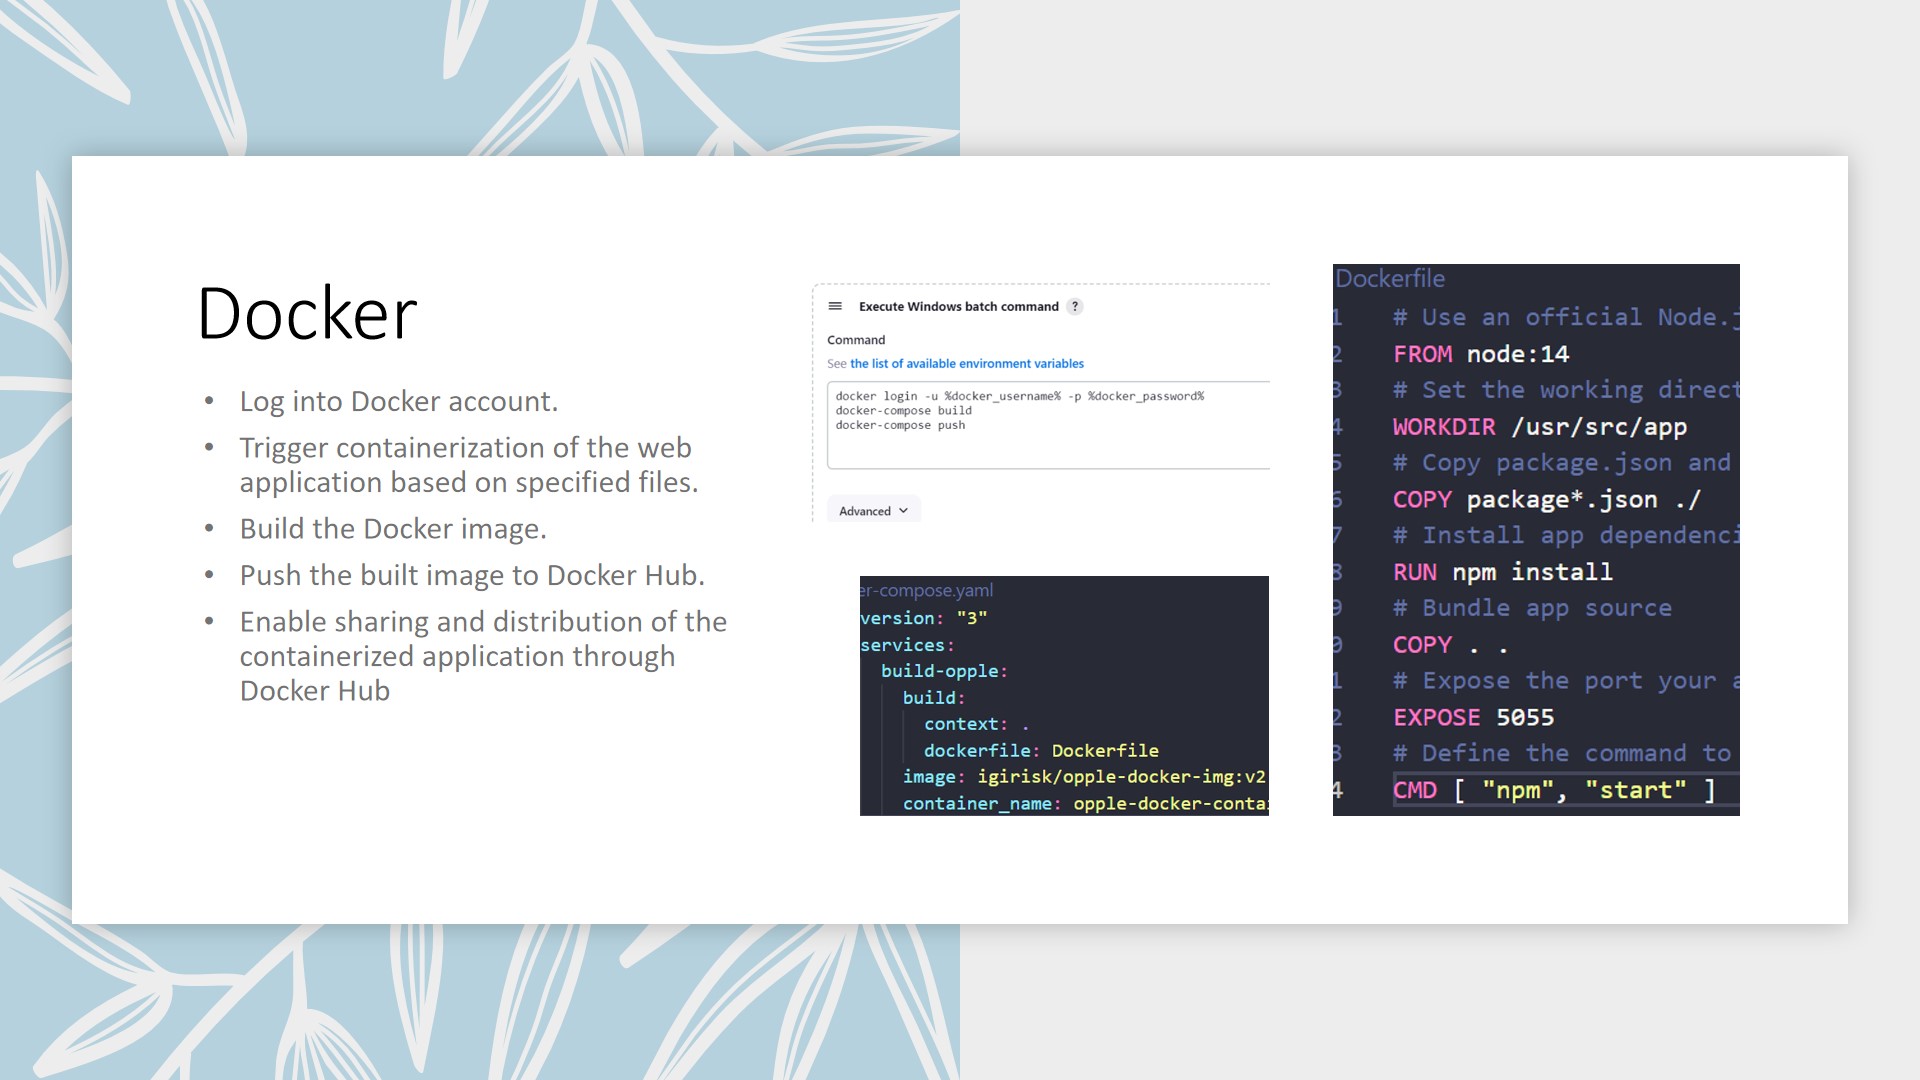 Docker
• Log into Docker account.
• Trigger containerization of the web
application based on specified files.
• Build the Docker image.
• Push the built image to Docker Hub.
• Enable sharing and distribution of the
containerized application through
Docker Hub
Execute Windows batch command ?
Command
See the list of available environment variables
docker login -u %docker_username% -p %docker_password%
docker-compose build
docker-compose push
Advanced
er-compose.yaml
version: "3"
services:
build-opple:
build:
context: .
dockerfile: Dockerfile
image: igirisk/opple-docker-img:v2
container_name: opple-docker-contai
Dockerfile
1 # Use an official Node.j
2 FROM node:14
3 # Set the working direct
4 WORKDIR /usr/src/app
5 # Copy package.json and
6 COPY package*.json ./
7 # Install app dependenci
8 RUN npm install
9 # Bundle app source
0 COPY . .
1 # Expose the port your a
2 EXPOSE 5055
3 # Define the command to
4 CMD [ "npm", "start" ]